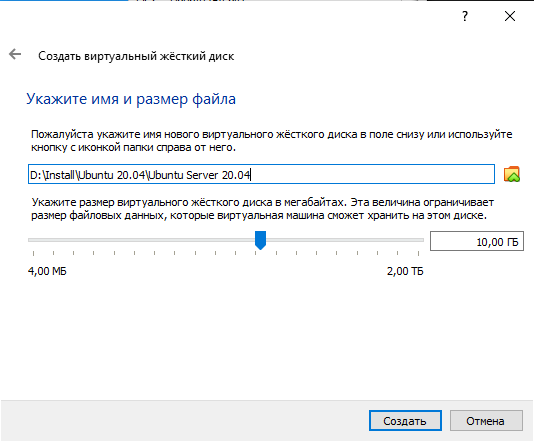 ?
Создать виртуальный жёсткий диск
Укажите имя и размер файла
Пожалуйста укажите имя нового виртуального жёсткого диска в поле снизу или используйте
кнопку с иконкой папки справа от него.
D:\Install\Ubuntu 20.04\Ubuntu Server 20.04
Укажите размер виртуального жёсткого диска в мегабайтах. Эта величина ограничивает
размер файловых данных, которые виртуальная машина сможет хранить на этом диске.
10,00 ГБ
4,00 МБ 2,00 ТБ
Создать Отмена